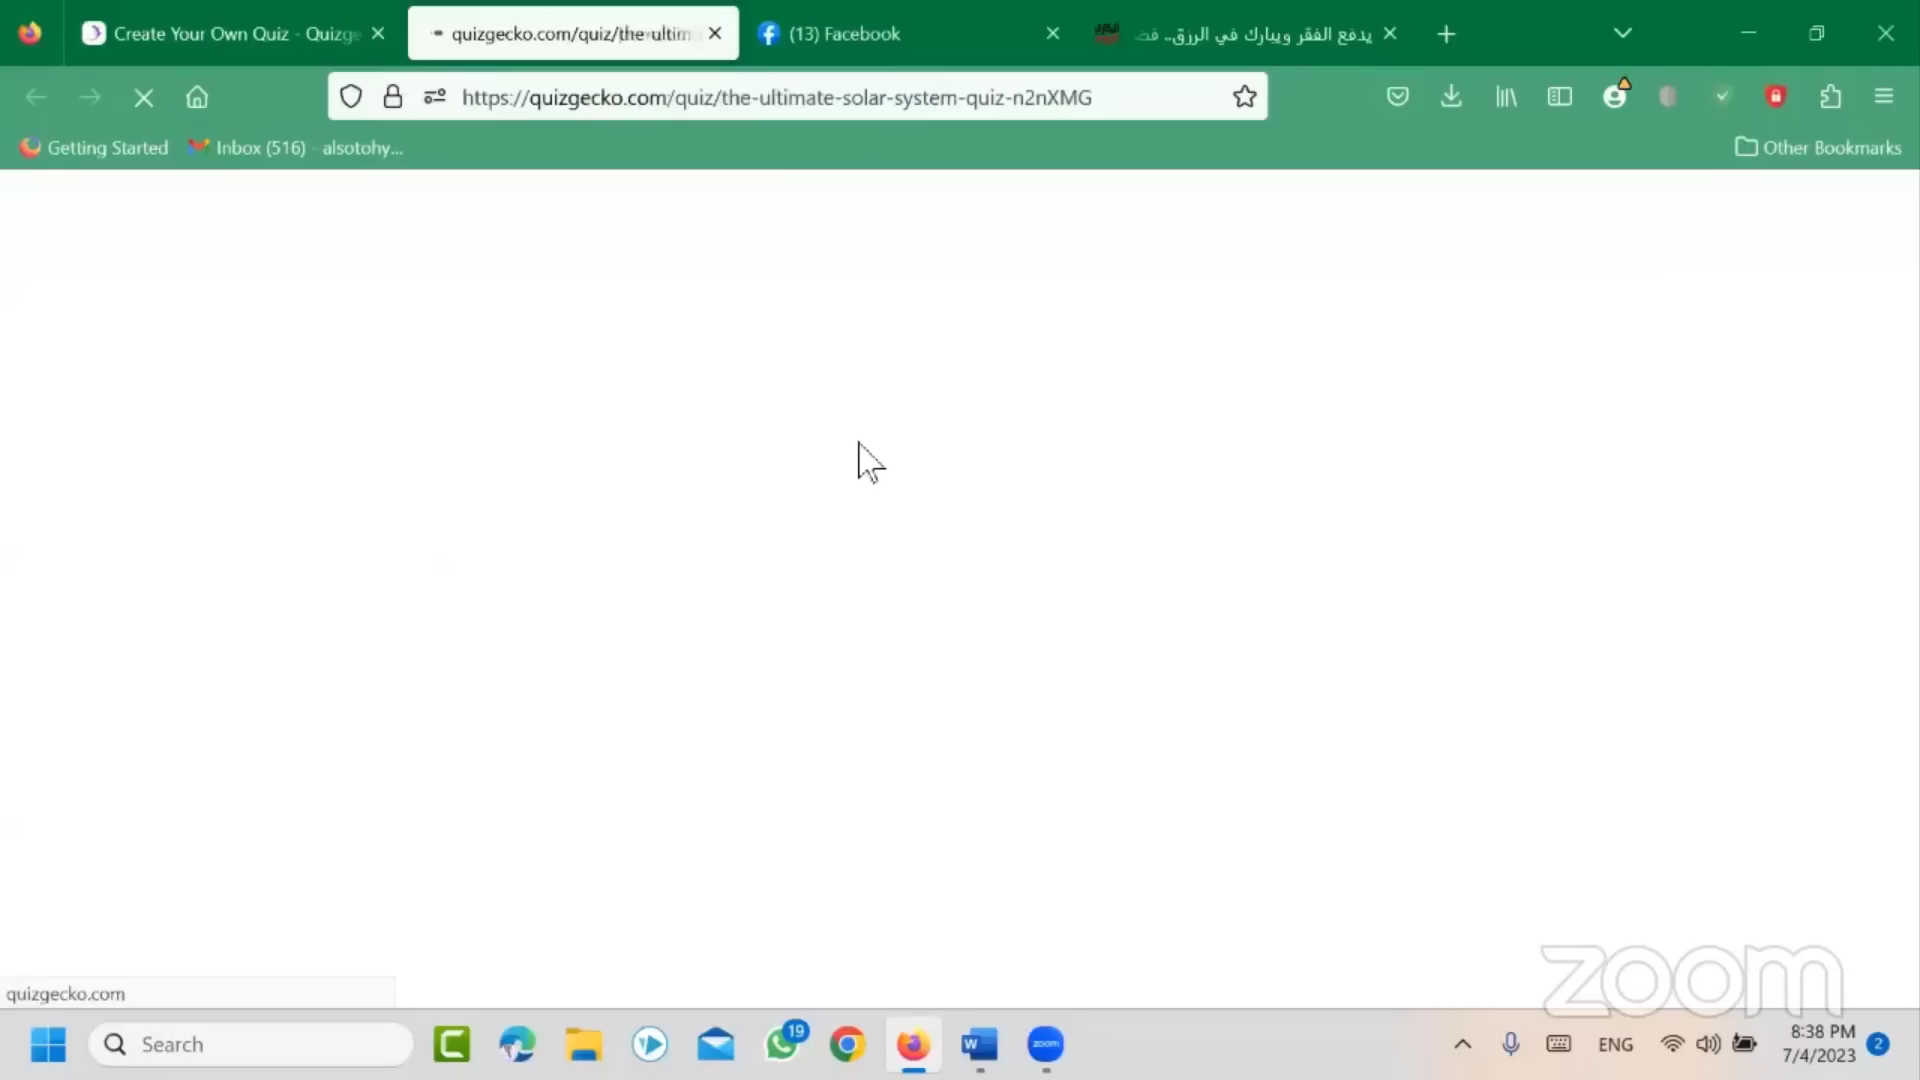 Create Your Own Quiz - Quizge
quizgecko.com/quiz/the-ultim
(13) Facebook
يدفع الفقر ويبارك في الرزق.. فض
https://quizgecko.com/quiz/the-ultimate-solar-system-quiz-n2nXMG
Getting Started
Inbox (516) - alsotohy...
Other Bookmarks
zoom
quizgecko.com
Search
19
W
zoom
ENG
8:38 PM
7/4/2023
2